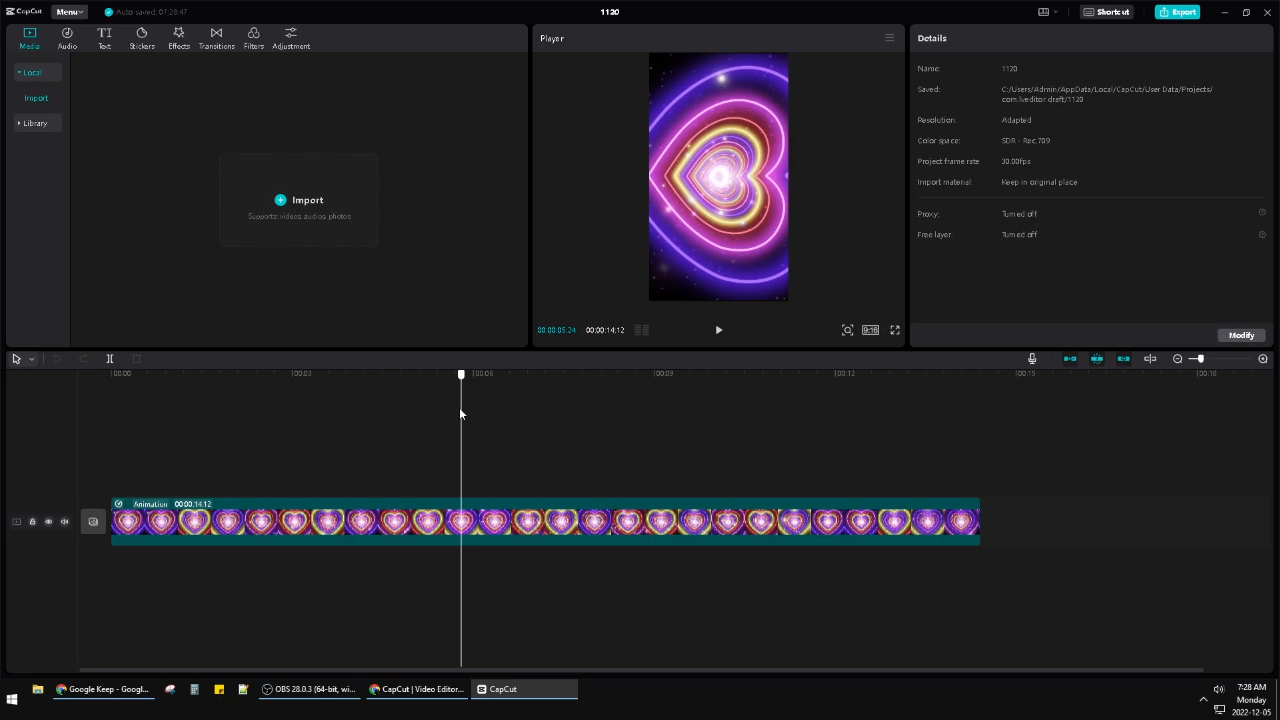 CapCut
Menu
Auto saved: 07:28:47
1120
Shortcut
Export
Media
Audio
Text
Stickers
Effects
Transitions
Filters
Adjustment
Local
Import
Library
Import
Supports: videos, audios, photos
Player
00:00:05:24
00:00:14:12
9:16
Details
Name:
1120
Saved:
C:/Users/Admin/AppData/Local/CapCut/User Data/Projects/
com.lveditor.draft/1120
Resolution:
Adapted
Color space:
SDR - Rec.709
Project frame rate
30.00fps
Import material:
Keep in original place
Proxy:
Turned off
Free layer:
Turned off
Modify
00:00
00:03
00:06
00:09
00:12
00:15
00:18
Animation 00:00:14:12
Google Keep - Googl...
OBS 28.0.3 (64-bit, wi...
CapCut | Video Editor...
CapCut
7:28 AM
Monday
2022-12-05